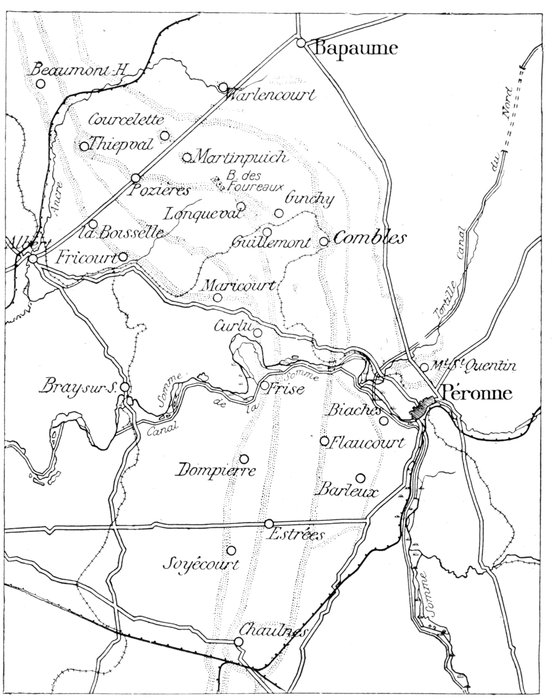 Bapaume
Beaumont H.
Warlencourt
Courcelette
Thiepval
Martinpuich
B. des
Foureaux
Pozières
Ginchy
Longueval
Ancre
la Boisselle
Guillemont
Combles
Albert
Fricourt
Maricourt
Curlu
Canal
du
Nord
Tortille
Mt. St. Quentin
Péronne
Bray sur S.
Somme
Frise
Somme
Canal
de
la
Biaches
Flaucourt
Dompierre
Barleux
Estrées
Soyécourt
Somme
Chaulnes